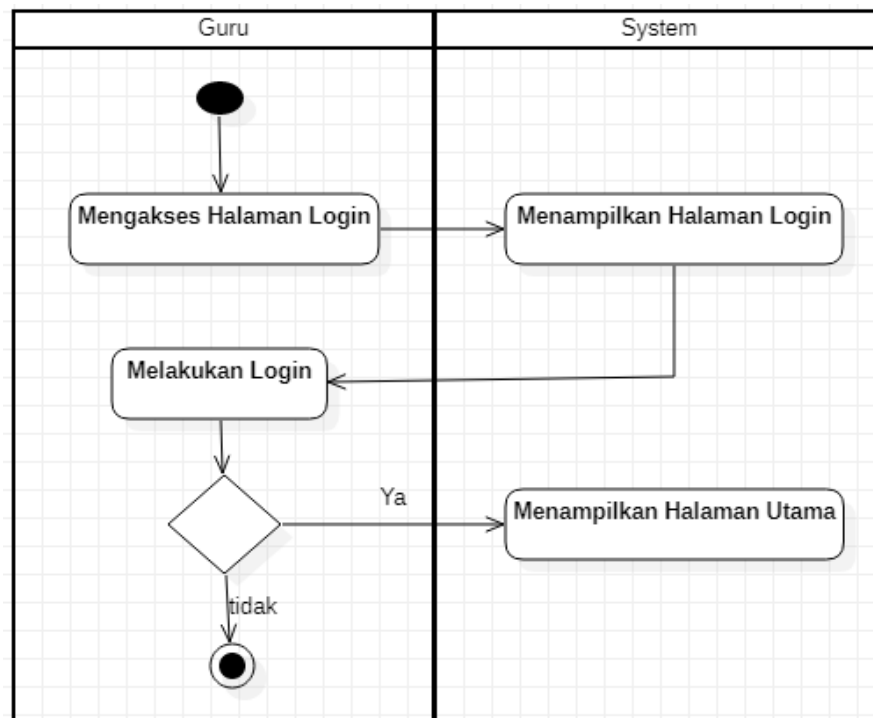 Guru
System
Mengakses Halaman Login
Menampilkan Halaman Login
Melakukan Login
Ya
Menampilkan Halaman Utama
tidak